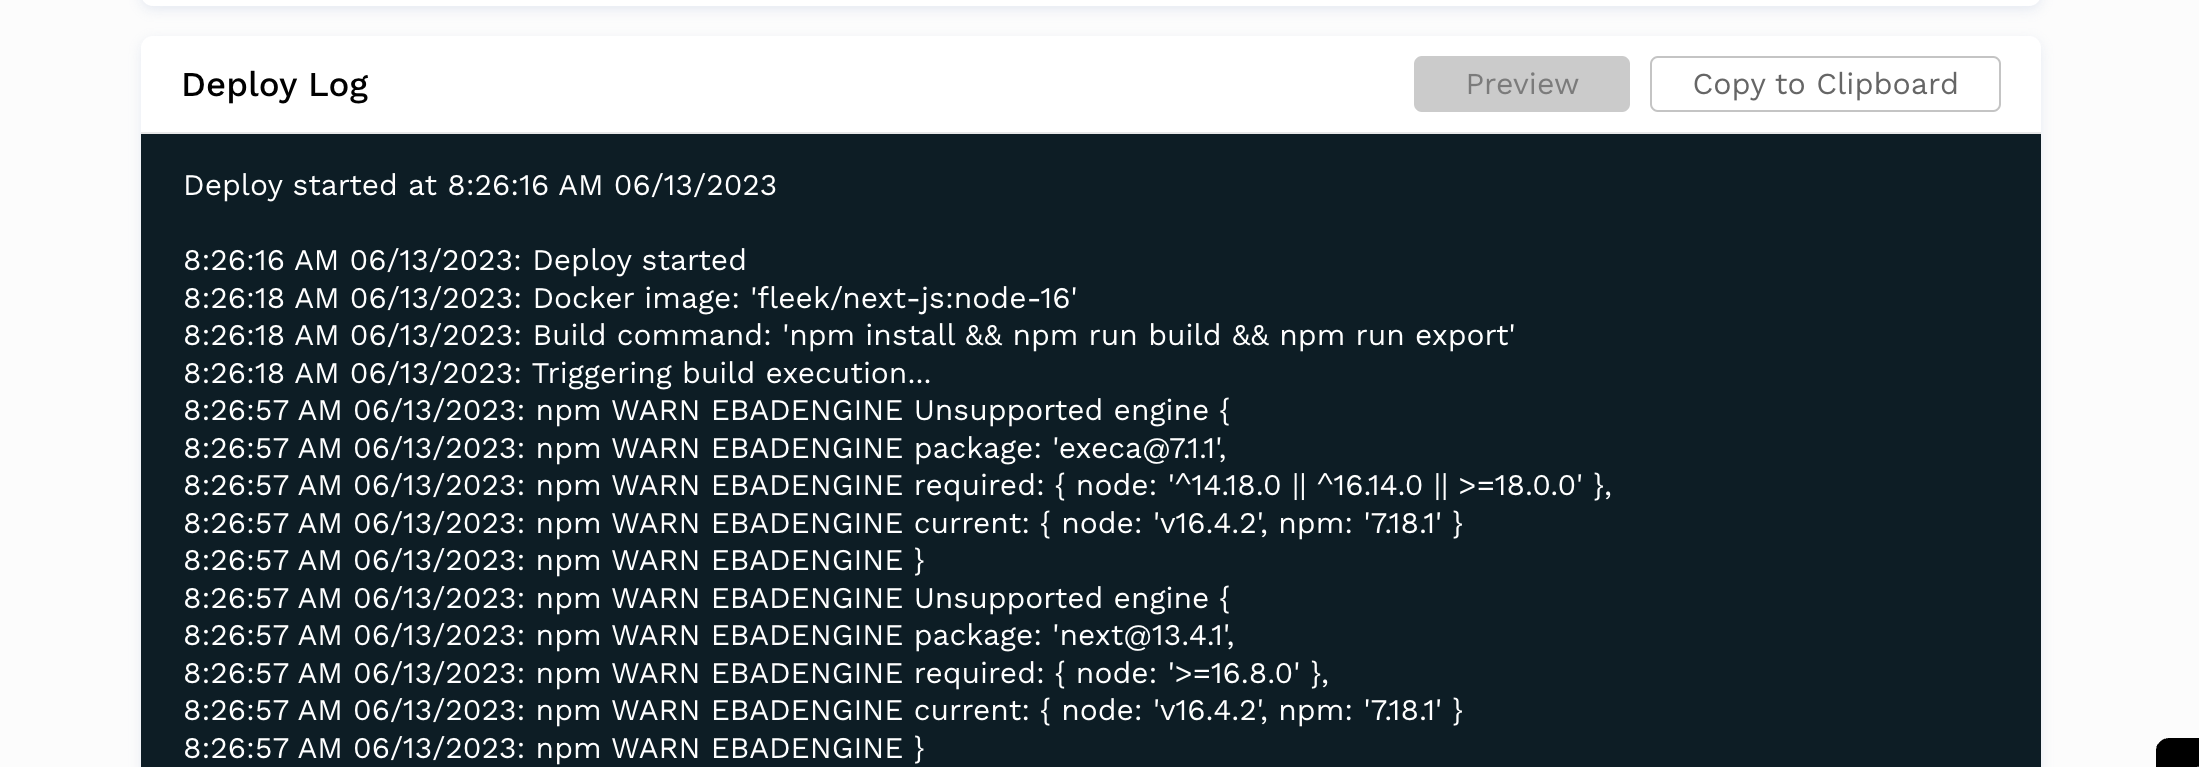 Deploy Log
Preview
Copy to Clipboard
Deploy started at 8:26:16 AM 06/13/2023
8:26:16 AM 06/13/2023: Deploy started
8:26:18 AM 06/13/2023: Docker image: 'fleek/next-js:node-16'
8:26:18 AM 06/13/2023: Build command: 'npm install && npm run build && npm run export'
8:26:18 AM 06/13/2023: Triggering build execution...
8:26:57 AM 06/13/2023: npm WARN EBADENGINE Unsupported engine {
8:26:57 AM 06/13/2023: npm WARN EBADENGINE package: 'execa@7.1.1',
8:26:57 AM 06/13/2023: npm WARN EBADENGINE required: { node: '^14.18.0 || ^16.14.0 || >=18.0.0' },
8:26:57 AM 06/13/2023: npm WARN EBADENGINE current: { node: 'v16.4.2', npm: '7.18.1' }
8:26:57 AM 06/13/2023: npm WARN EBADENGINE }
8:26:57 AM 06/13/2023: npm WARN EBADENGINE Unsupported engine {
8:26:57 AM 06/13/2023: npm WARN EBADENGINE package: 'next@13.4.1',
8:26:57 AM 06/13/2023: npm WARN EBADENGINE required: { node: '>=16.8.0' },
8:26:57 AM 06/13/2023: npm WARN EBADENGINE current: { node: 'v16.4.2', npm: '7.18.1' }
8:26:57 AM 06/13/2023: npm WARN EBADENGINE }